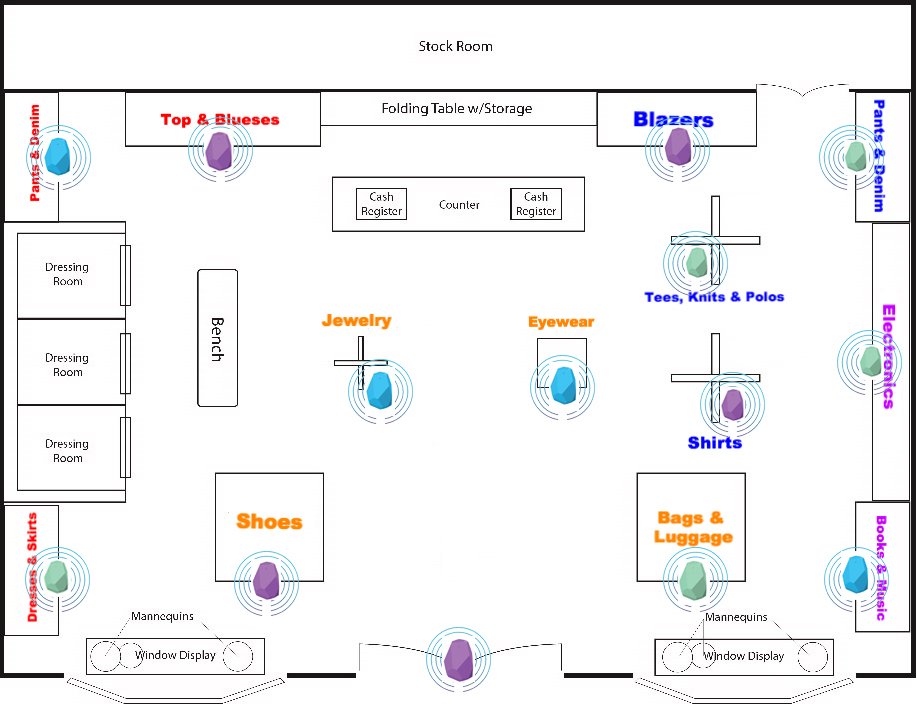 Stock Room
Pants & Denim
Top & Blueses
Folding Table w/Storage
Blazers
Pants & Denim
Cash
Register
Counter
Cash
Register
Dressing
Room
Tees, Knits & Polos
Bench
Jewelry
Eyewear
Electronics
Dressing
Room
Dressing
Room
Shirts
Dresses & Skirts
Shoes
Bags &
Luggage
Books & Music
Mannequins
Window Display
Mannequins
Window Display